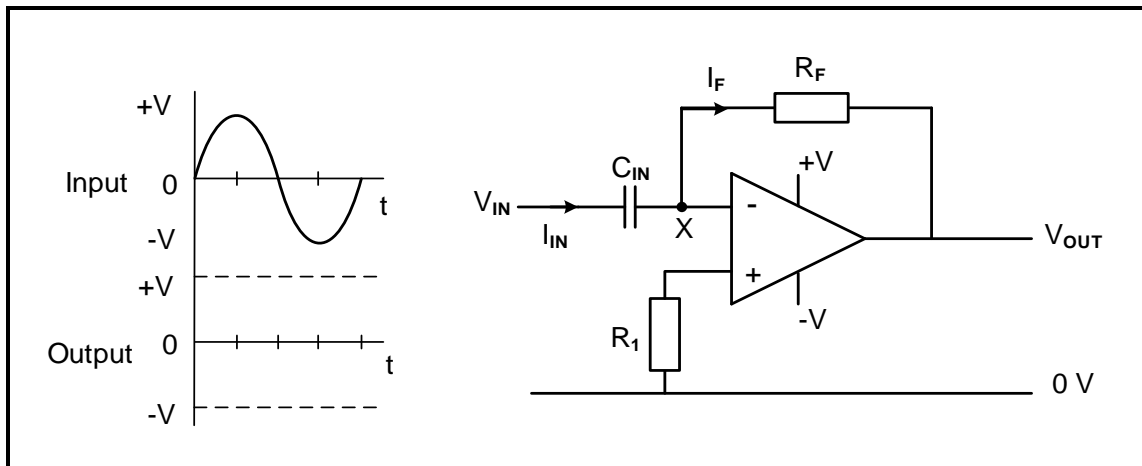 +V
Input
0
t
-V
+V
Output
0
t
-V
I_F
R_F
V_IN
I_IN
C_IN
X
+V
-
+
-V
V_OUT
R_1
0 V